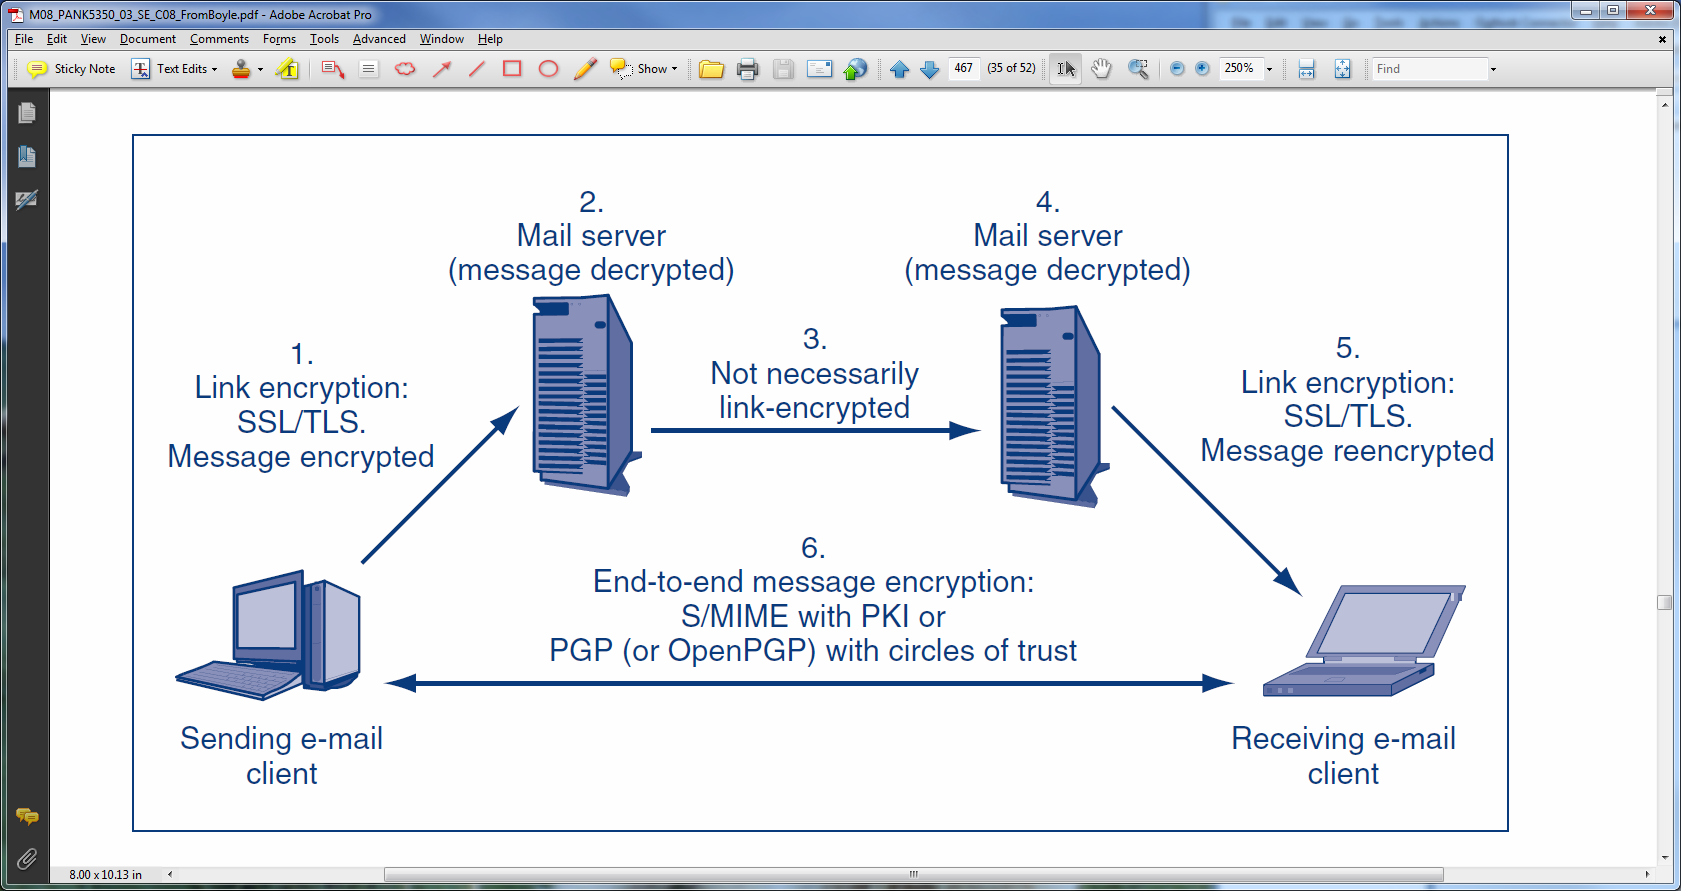 M08_PANK5350_03_SE_C08_FromBoyle.pdf - Adobe Acrobat Pro
File Edit View Document Comments Forms Tools Advanced Window Help
Sticky Note Text Edits Show 467 (35 of 52) 250% Find
2.
Mail server
(message decrypted)
4.
Mail server
(message decrypted)
1.
Link encryption:
SSL/TLS.
Message encrypted
3.
Not necessarily
link-encrypted
5.
Link encryption:
SSL/TLS.
Message reencrypted
6.
End-to-end message encryption:
S/MIME with PKI or
PGP (or OpenPGP) with circles of trust
Sending e-mail
client
Receiving e-mail
client
8.00 x 10.13 in